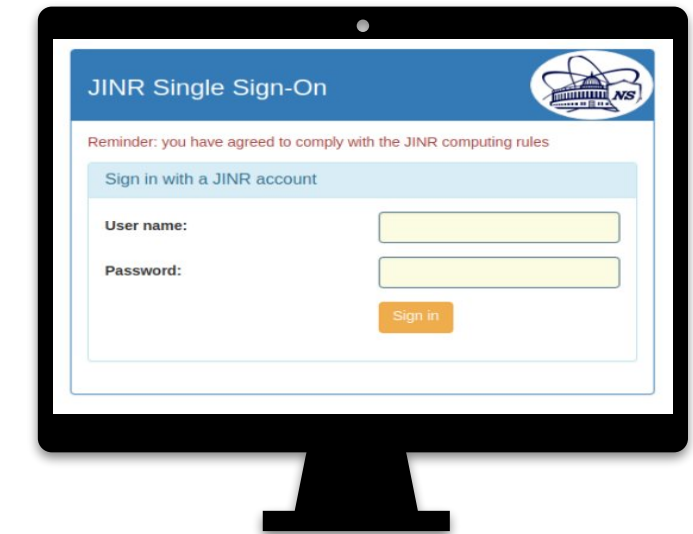 JINR Single Sign-On
NS
Reminder: you have agreed to comply with the JINR computing rules
Sign in with a JINR account
User name:
Password:
Sign in